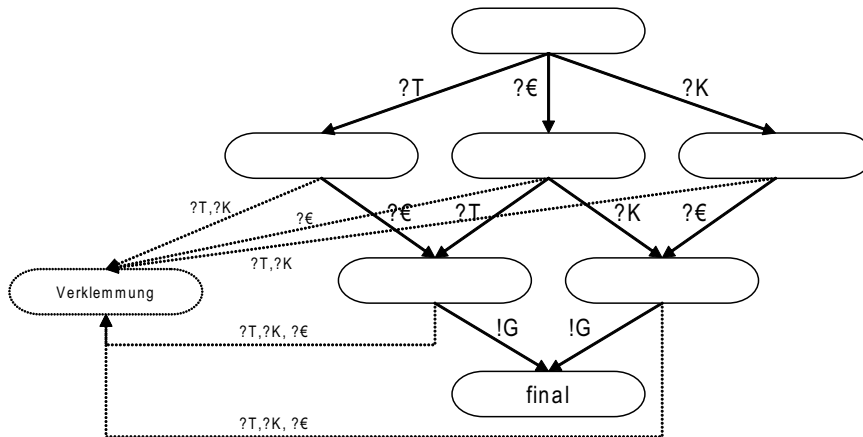 ?T
?€
?K
?T,?K
?€
?€
?T
?K
?€
?T,?K
Verklemmung
?T,?K, ?€
!G
!G
final
?T,?K, ?€